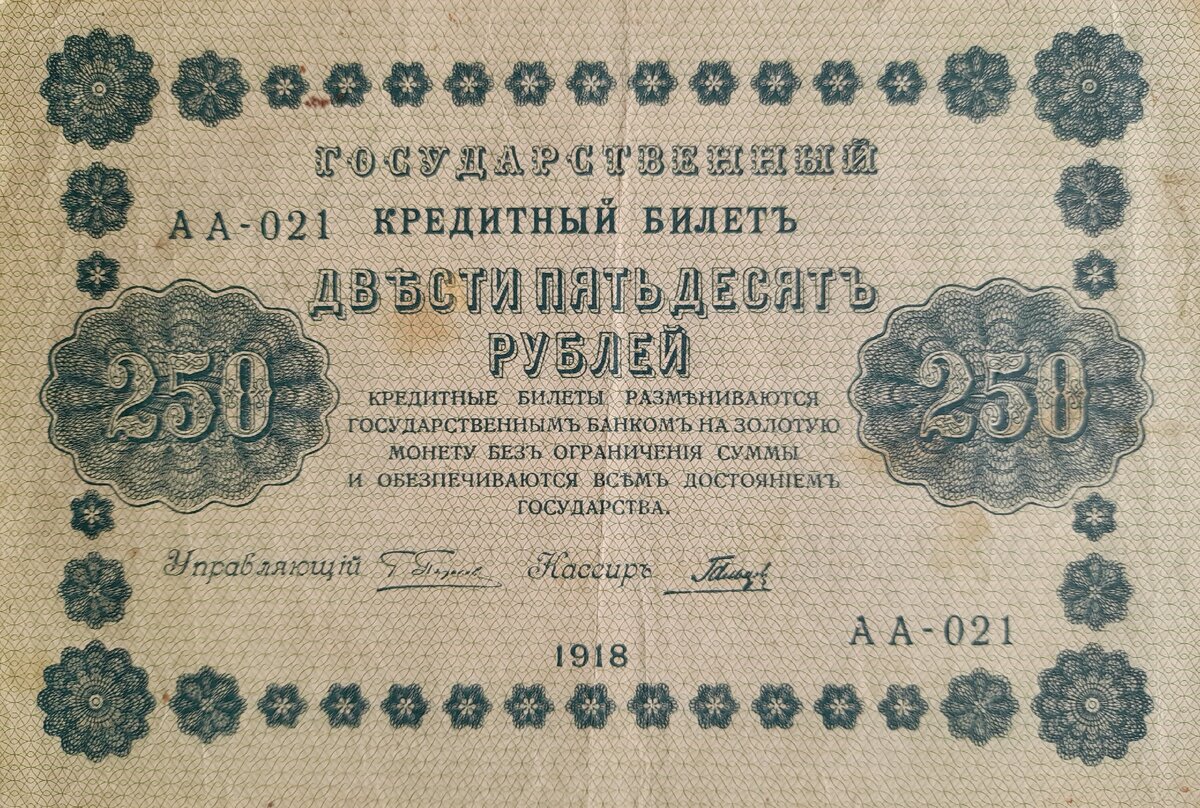 ГОСУДАРСТВЕННЫЙ
АА-021 КРЕДИТНЫЙ БИЛЕТЪ
ДВѢСТИ ПЯТЬДЕСЯТЪ
РУБЛЕЙ
250 250
КРЕДИТНЫЕ БИЛЕТЫ РАЗМѢНИВАЮТСЯ
ГОСУДАРСТВЕННЫМЪ БАНКОМЪ НА ЗОЛОТУЮ
МОНЕТУ БЕЗЪ ОГРАНИЧЕНІЯ СУММЫ
И ОБЕЗПЕЧИВАЮТСЯ ВСѢМЪ ДОСТОЯНІЕМЪ
ГОСУДАРСТВА.
Управляющій Кассиръ
АА-021
1918